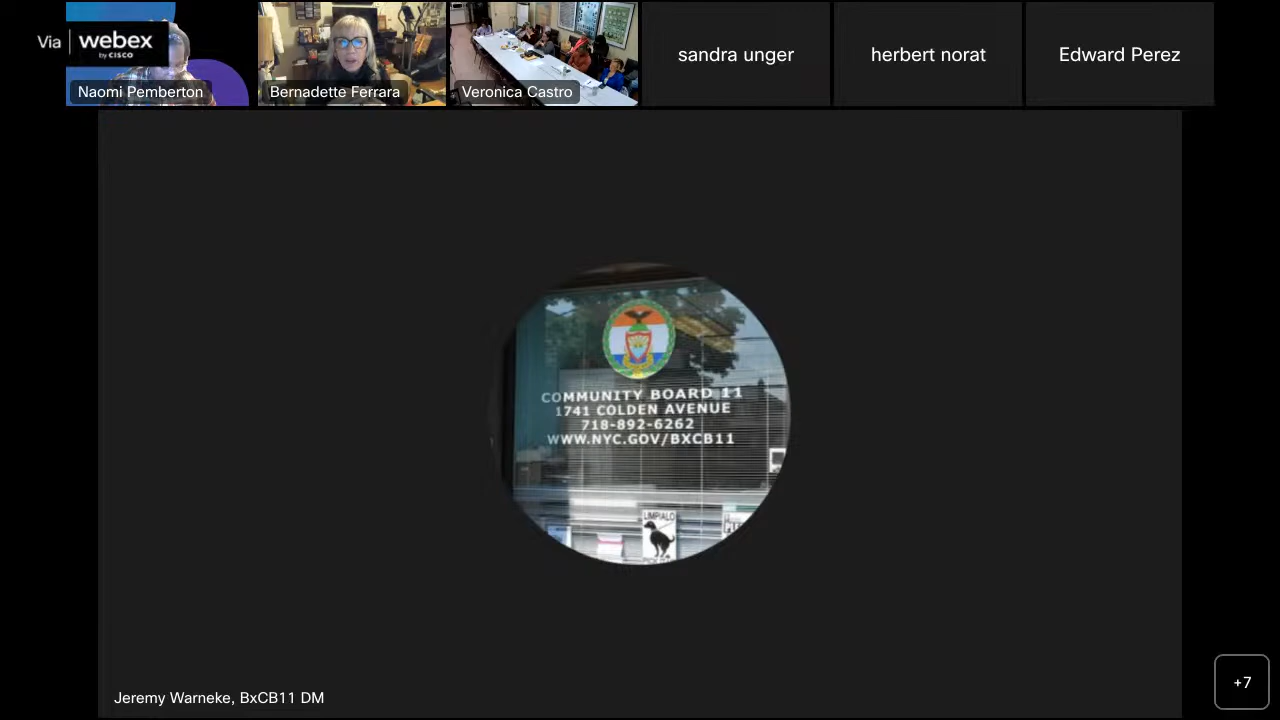 Via | webex
by CISCO
Naomi Pemberton
Bernadette Ferrara
Veronica Castro
sandra unger
herbert norat
Edward Perez
COMMUNITY BOARD 11
1741 COLDEN AVENUE
718-892-6262
WWW.NYC.GOV/BXCB11
LIMPIALO
Jeremy Warneke, BxCB11 DM
+7